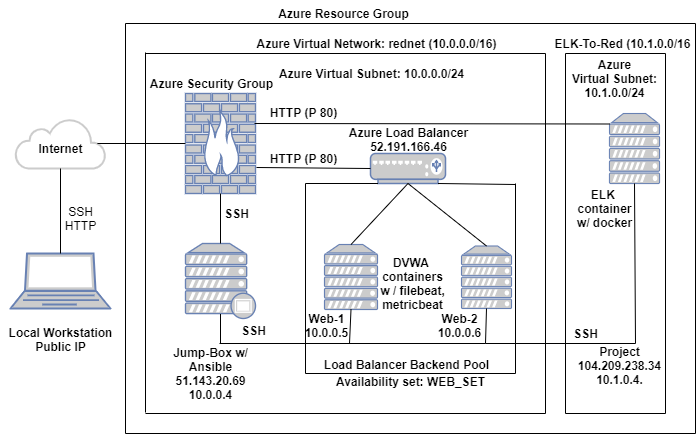 Azure Resource Group
Azure Virtual Network: rednet (10.0.0.0/16)
ELK-To-Red (10.1.0.0/16
Azure Virtual Subnet: 10.0.0.0/24
Azure
Virtual Subnet:
10.1.0.0/24
Azure Security Group
HTTP (P 80)
Azure Load Balancer
52.191.166.46
Internet
HTTP (P 80)
SSH
HTTP
SSH
ELK
container
w/ docker
DVWA
containers
w / filebeat,
metricbeat
Web-1
10.0.0.5
Web-2
10.0.0.6
Local Workstation
Public IP
SSH
SSH
Jump-Box w/
Ansible
51.143.20.69
10.0.0.4
Load Balancer Backend Pool
Availability set: WEB_SET
Project
104.209.238.34
10.1.0.4.